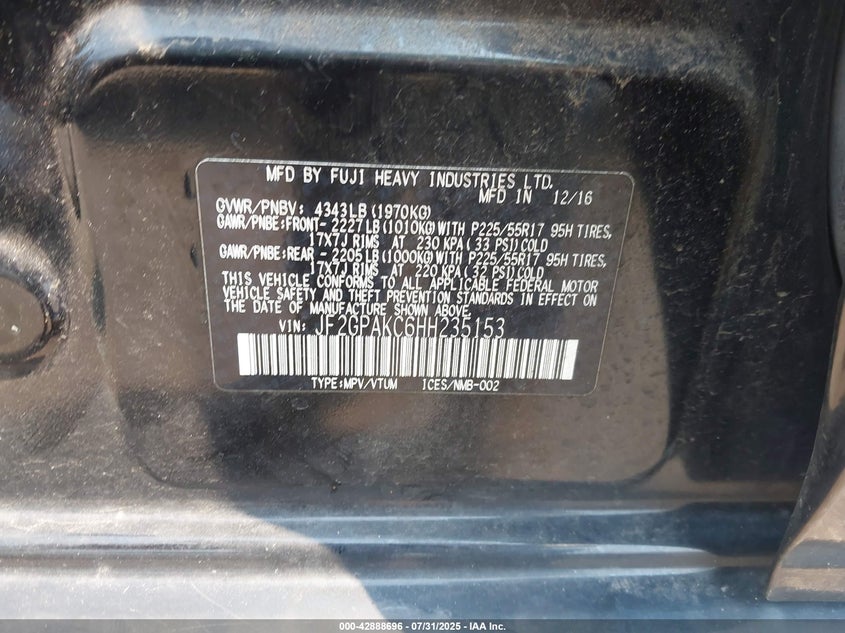 MFD BY FUJI HEAVY INDUSTRIES LTD.
MFD IN 12/16
GVWR/PNBV: 4343LB(1970KG)
GAWR/PNBE:FRONT-2227LB(1010KG)WITH P225/55R17 95H TIRES,
17X7J RIMS AT 230 KPA(33 PSI)COLD
GAWR/PNBE:REAR -2205LB(1000KG)WITH P225/55R17 95H TIRES,
17X7J RIMS AT 220 KPA(32 PSI)COLD
THIS VEHICLE CONFORMS TO ALL APPLICABLE FEDERAL MOTOR
VEHICLE SAFETY AND THEFT PREVENTION STANDARDS IN EFFECT ON
THE DATE OF MANUFACTURE SHOWN ABOVE.
VIN: JF2GPAKC6HH235153
TYPE:MPV/VTUM ICES/NMB-002
000-42888696 - 07/31/2025 - IAA Inc.